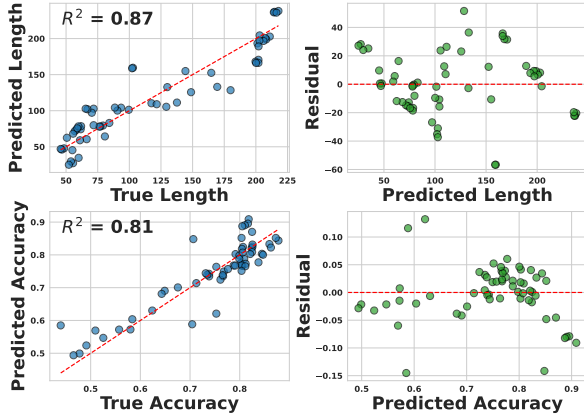 R² = 0.87
Predicted Length
200
150
100
50
50 75 100 125 150 175 200 225
True Length
Residual
40
20
0
−20
−40
−60
50 100 150 200
Predicted Length
R² = 0.81
Predicted Accuracy
0.9
0.8
0.7
0.6
0.5
0.5 0.6 0.7 0.8
True Accuracy
Residual
0.10
0.05
0.00
−0.05
−0.10
−0.15
0.5 0.6 0.7 0.8 0.9
Predicted Accuracy